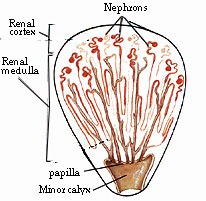 Nephrons
Renal
cortex
Renal
medulla
papilla
Minor calyx